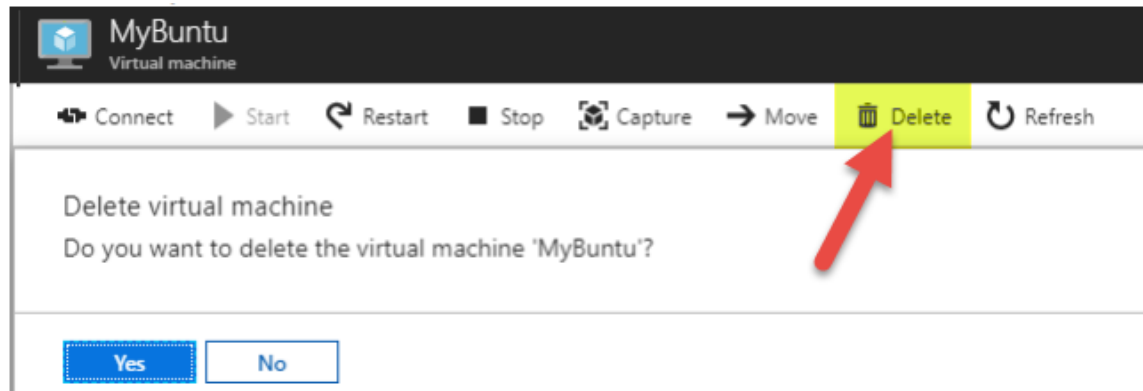 MyBuntu
Virtual machine
Connect Start Restart Stop Capture Move Delete Refresh
Delete virtual machine
Do you want to delete the virtual machine 'MyBuntu'?
Yes No